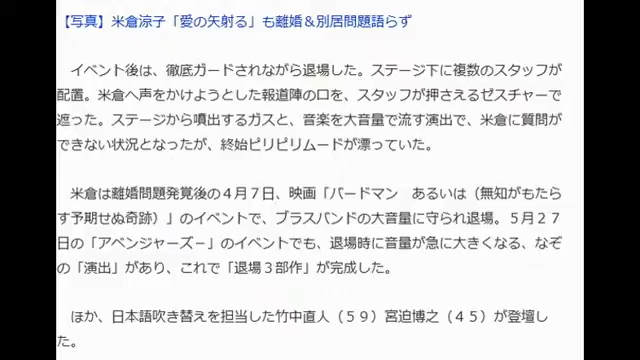 【写真】米倉涼子「愛の矢射る」も離婚＆別居問題語らず
　イベント後は、徹底ガードされながら退場した。ステージ下に複数のスタッフが
配置。米倉へ声をかけようとした報道陣の口を、スタッフが押さえるゼスチャーで
遮った。ステージから噴出するガスと、音楽を大音量で流す演出で、米倉に質問が
できない状況となったが、終始ピリピリムードが漂っていた。
　米倉は離婚問題発覚後の４月７日、映画「バードマン　あるいは（無知がもたら
す予期せぬ奇跡）」のイベントで、ブラスバンドの大音量に守られ退場。５月２７
日の「アベンジャーズ－」のイベントでも、退場時に音量が急に大きくなる、なぞ
の「演出」があり、これで「退場３部作」が完成した。
　ほか、日本語吹き替えを担当した竹中直人（５９）宮迫博之（４５）が登壇し
た。